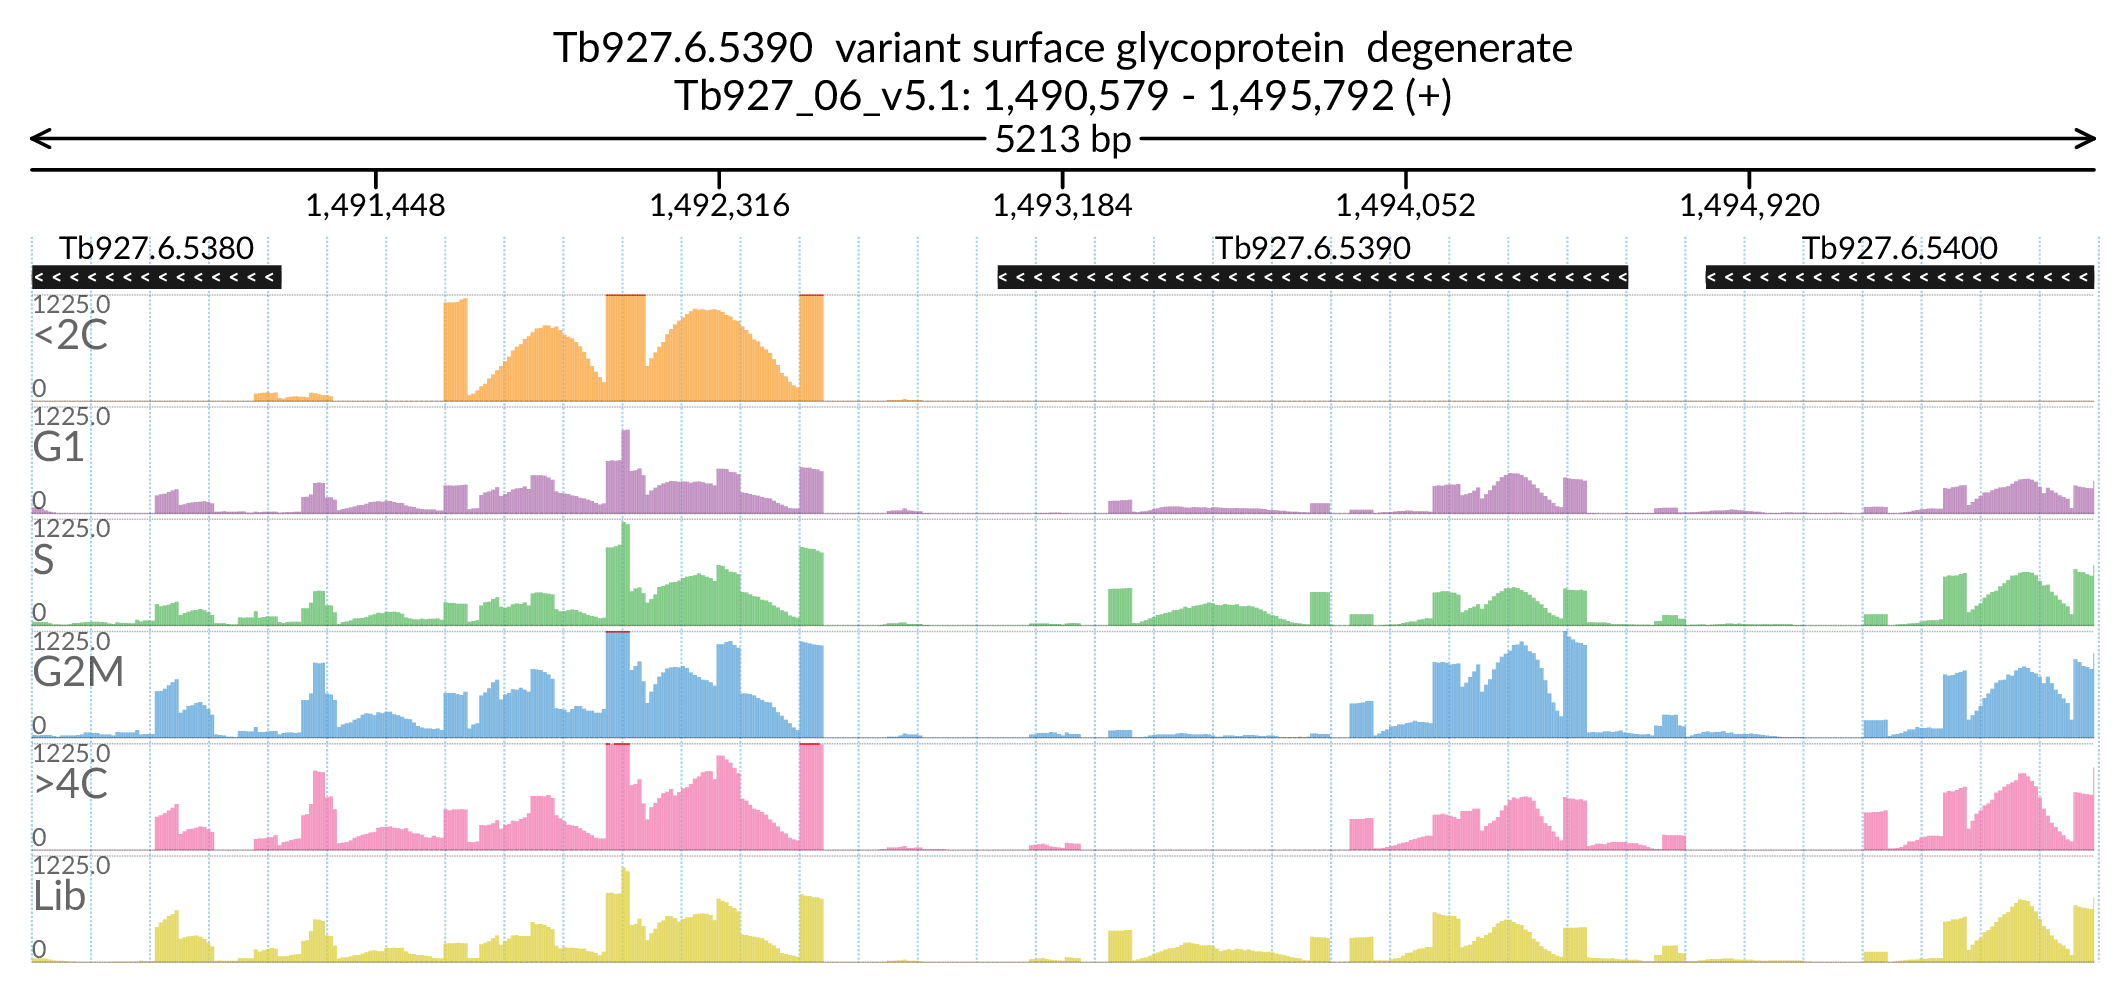 Tb927.6.5390  variant surface glycoprotein  degenerate
Tb927_06_v5.1: 1,490,579 - 1,495,792 (+)
5213 bp
1,491,448 1,492,316 1,493,184 1,494,052 1,494,920
Tb927.6.5380 Tb927.6.5390 Tb927.6.5400
1225.0
<2C
0
1225.0
G1
0
1225.0
S
0
1225.0
G2M
0
1225.0
>4C
0
1225.0
Lib
0